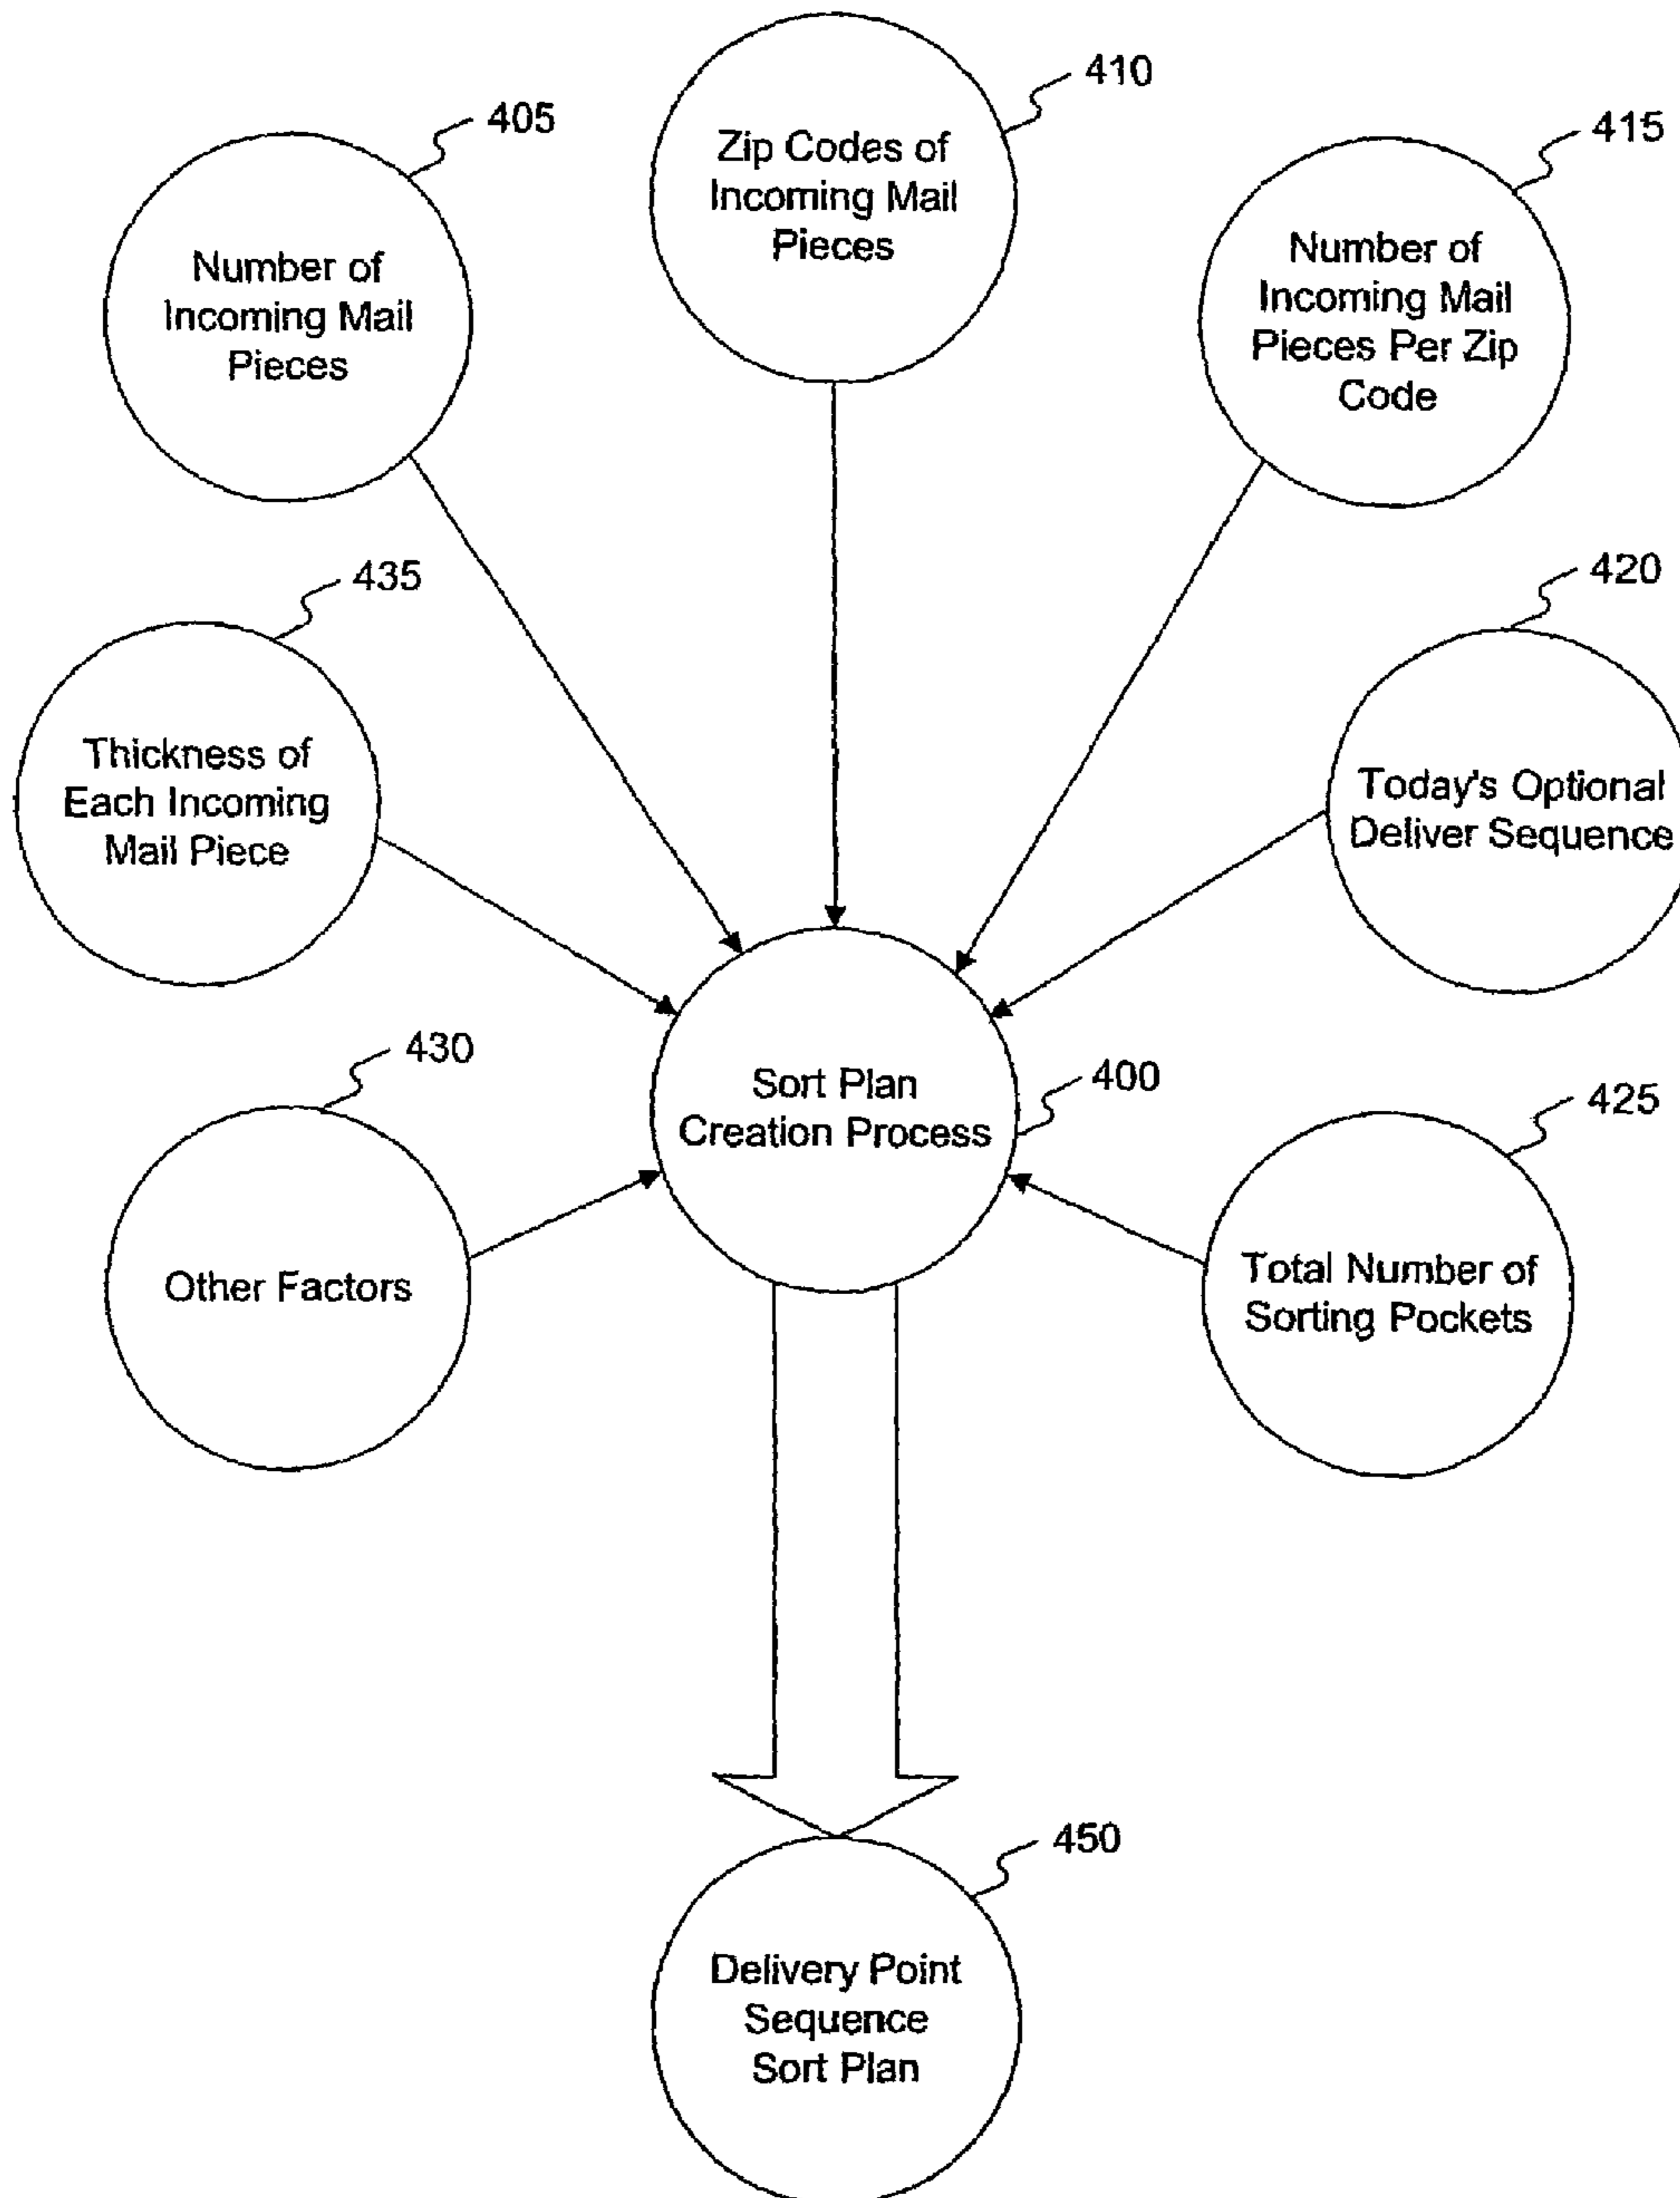 410
Zip Codes of
Incoming Mail
Pieces
405
Number of
Incoming Mail
Pieces
415
Number of
Incoming Mail
Pieces Per Zip
Code
435
Thickness of
Each Incoming
Mail Piece
420
Today's Optional
Deliver Sequence
430
Other Factors
400
Sort Plan
Creation Process
425
Total Number of
Sorting Pockets
450
Delivery Point
Sequence
Sort Plan